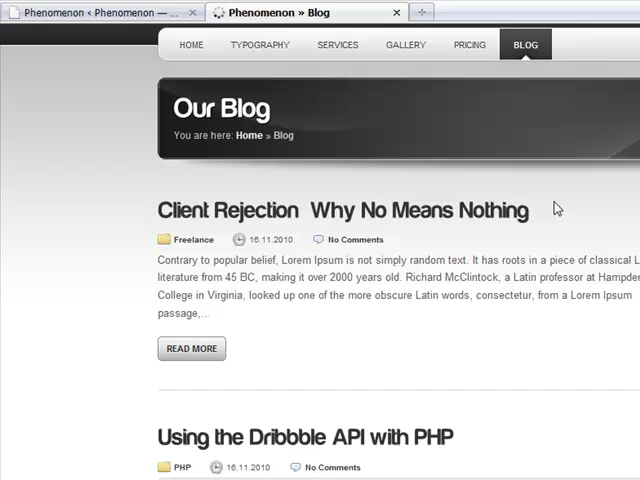 Phenomenon ‹ Phenomenon — ...
Phenomenon » Blog
HOME TYPOGRAPHY SERVICES GALLERY PRICING BLOG
Our Blog
You are here: Home » Blog
Client Rejection Why No Means Nothing
Freelance 16.11.2010 No Comments
Contrary to popular belief, Lorem Ipsum is not simply random text. It has roots in a piece of classical L
literature from 45 BC, making it over 2000 years old. Richard McClintock, a Latin professor at Hampden
College in Virginia, looked up one of the more obscure Latin words, consectetur, from a Lorem Ipsum
passage,...
READ MORE
Using the Dribbble API with PHP
PHP 16.11.2010 No Comments